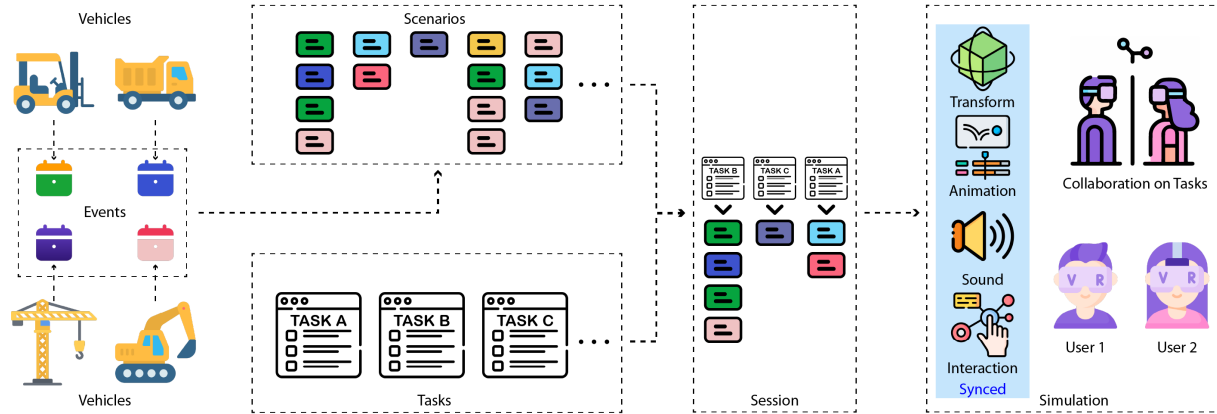 Vehicles
Scenarios
Events
Vehicles
TASK A
TASK B
TASK C
Tasks
TASK B
TASK C
TASK A
Session
Transform
Animation
Sound
Interaction
Synced
Collaboration on Tasks
V R
V R
User 1
User 2
Simulation